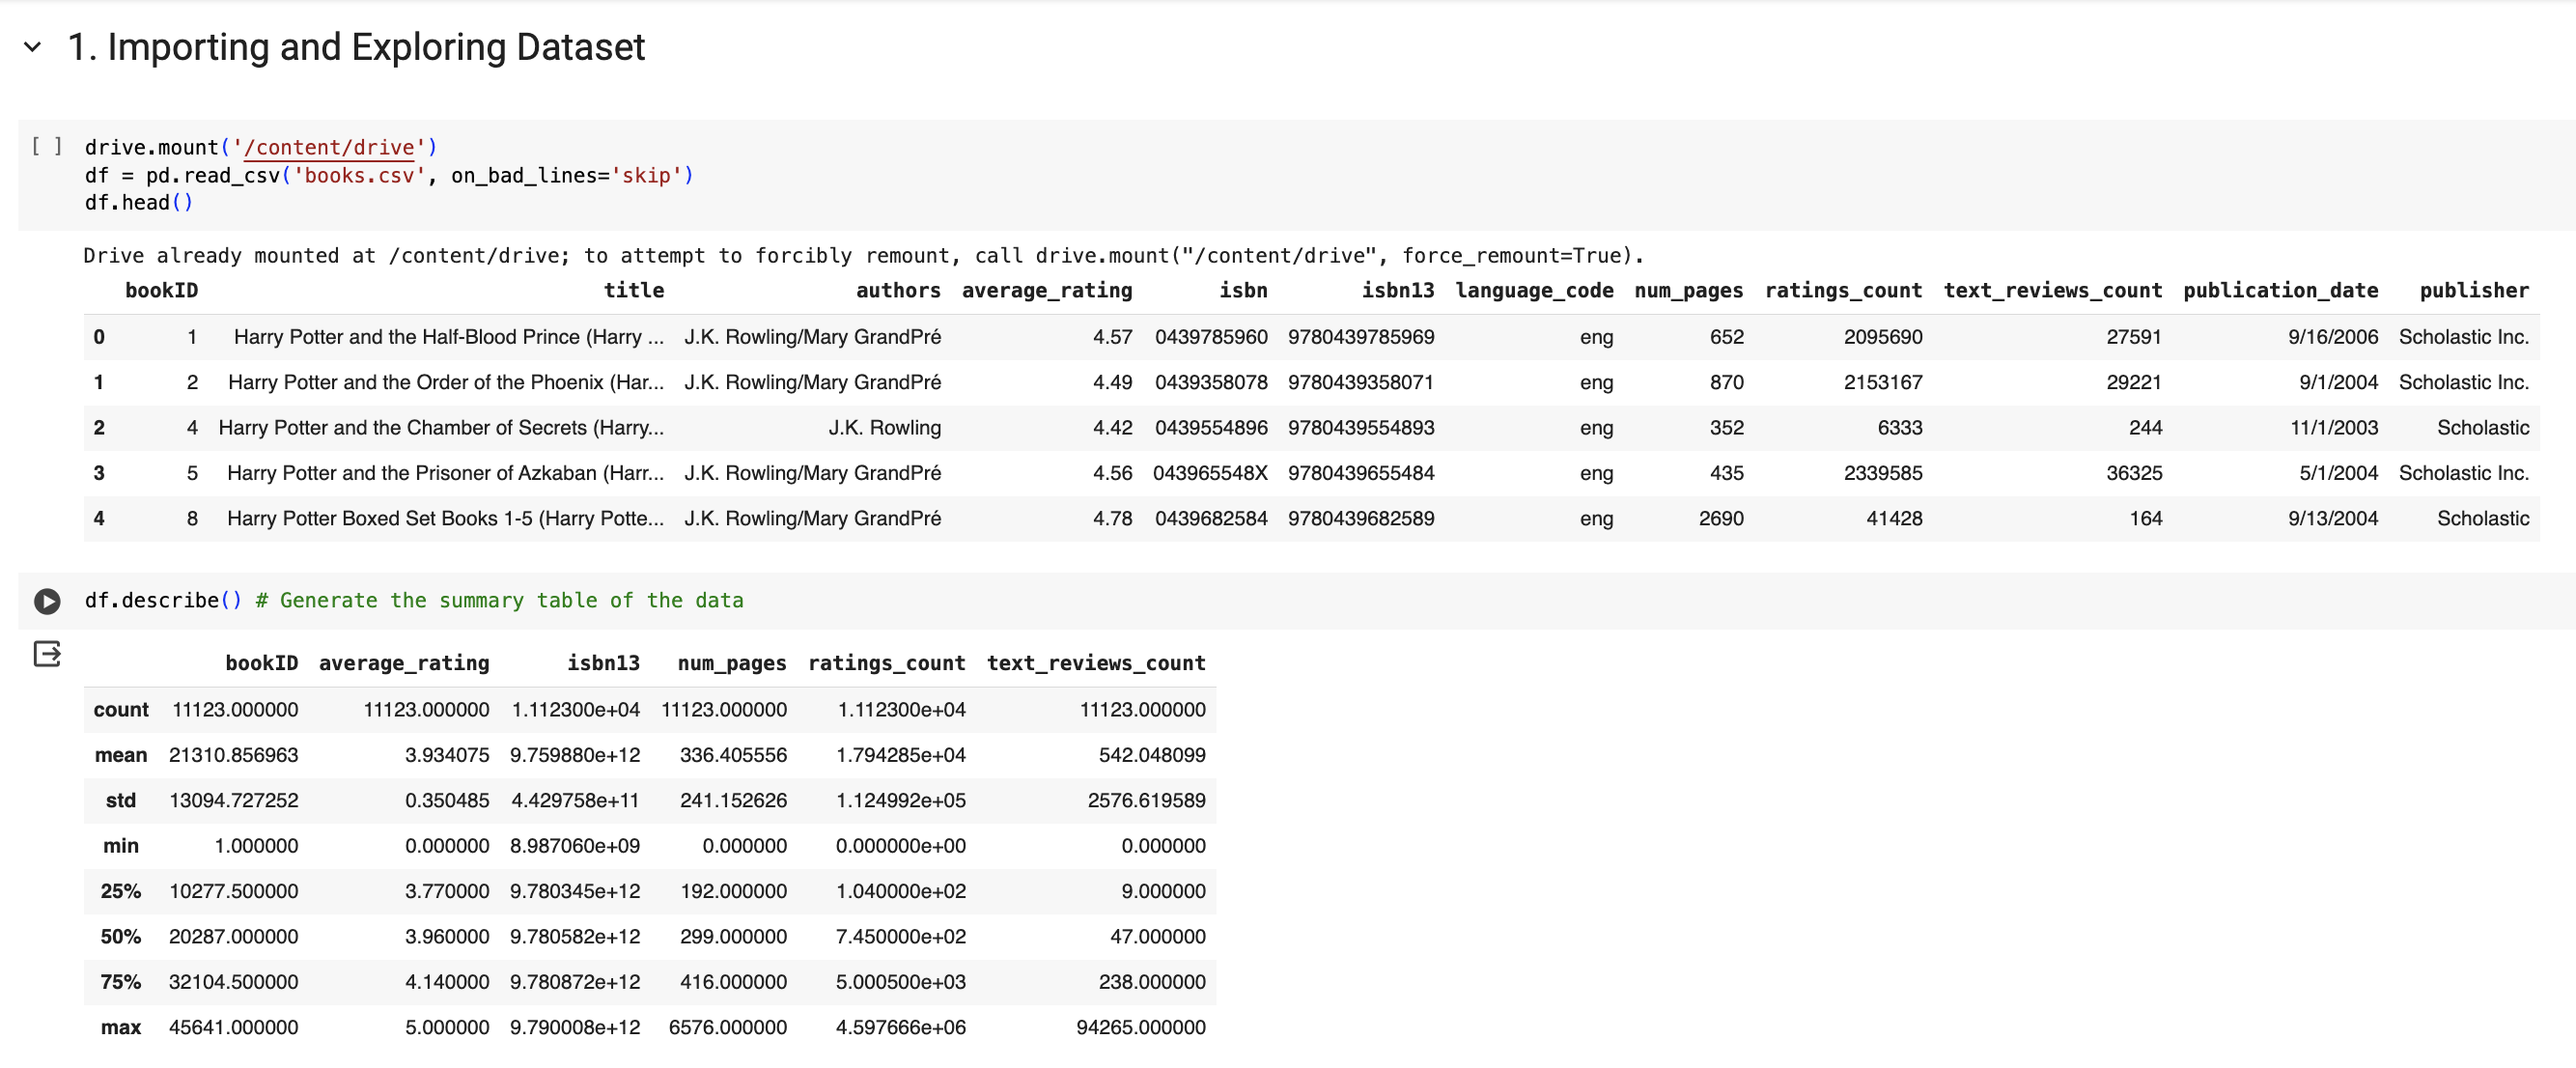 1. Importing and Exploring Dataset
[ ] drive.mount('/content/drive')
df = pd.read_csv('books.csv', on_bad_lines='skip')
df.head()
Drive already mounted at /content/drive; to attempt to forcibly remount, call drive.mount("/content/drive", force_remount=True).
bookID title authors average_rating isbn isbn13 language_code num_pages ratings_count text_reviews_count publication_date publisher
0 1 Harry Potter and the Half-Blood Prince (Harry ... J.K. Rowling/Mary GrandPré 4.57 0439785960 9780439785969 eng 652 2095690 27591 9/16/2006 Scholastic Inc.
1 2 Harry Potter and the Order of the Phoenix (Har... J.K. Rowling/Mary GrandPré 4.49 0439358078 9780439358071 eng 870 2153167 29221 9/1/2004 Scholastic Inc.
2 4 Harry Potter and the Chamber of Secrets (Harry... J.K. Rowling 4.42 0439554896 9780439554893 eng 352 6333 244 11/1/2003 Scholastic
3 5 Harry Potter and the Prisoner of Azkaban (Harr... J.K. Rowling/Mary GrandPré 4.56 043965548X 9780439655484 eng 435 2339585 36325 5/1/2004 Scholastic Inc.
4 8 Harry Potter Boxed Set Books 1-5 (Harry Potte... J.K. Rowling/Mary GrandPré 4.78 0439682584 9780439682589 eng 2690 41428 164 9/13/2004 Scholastic
df.describe() # Generate the summary table of the data
bookID average_rating isbn13 num_pages ratings_count text_reviews_count
count 11123.000000 11123.000000 1.112300e+04 11123.000000 1.112300e+04 11123.000000
mean 21310.856963 3.934075 9.759880e+12 336.405556 1.794285e+04 542.048099
std 13094.727252 0.350485 4.429758e+11 241.152626 1.124992e+05 2576.619589
min 1.000000 0.000000 8.987060e+09 0.000000 0.000000e+00 0.000000
25% 10277.500000 3.770000 9.780345e+12 192.000000 1.040000e+02 9.000000
50% 20287.000000 3.960000 9.780582e+12 299.000000 7.450000e+02 47.000000
75% 32104.500000 4.140000 9.780872e+12 416.000000 5.000500e+03 238.000000
max 45641.000000 5.000000 9.790008e+12 6576.000000 4.597666e+06 94265.000000